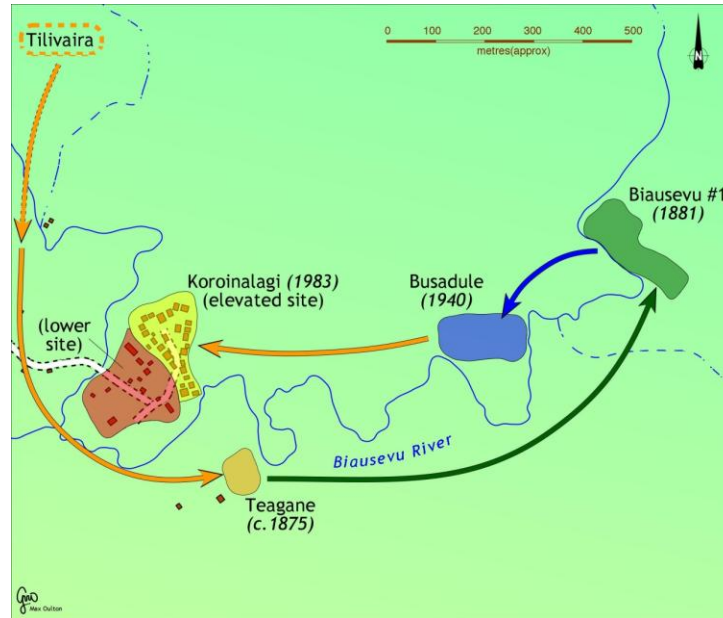 Tilivaira
0 100 200 300 400 500
metres(approx)
N
Biausevu #1
(1881)
Koroinalagi (1983)
(elevated site)
Busadule
(1940)
(lower
site)
Biausevu River
Teagane
(c.1875)
Max Oulton